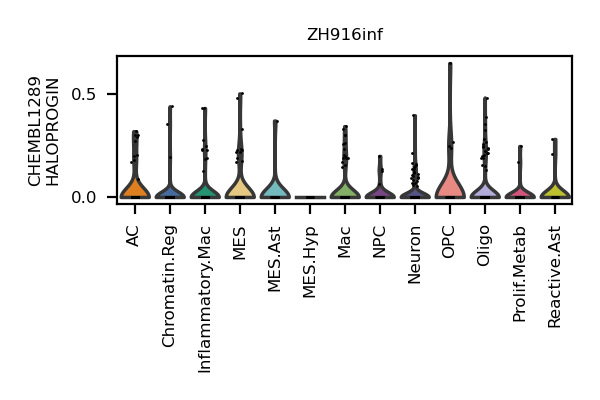 ZH916inf
CHEMBL1289
HALOPROGIN
0.5
0.0
AC
Chromatin.Reg
Inflammatory.Mac
MES
MES.Ast
MES.Hyp
Mac
NPC
Neuron
OPC
Oligo
Prolif.Metab
Reactive.Ast